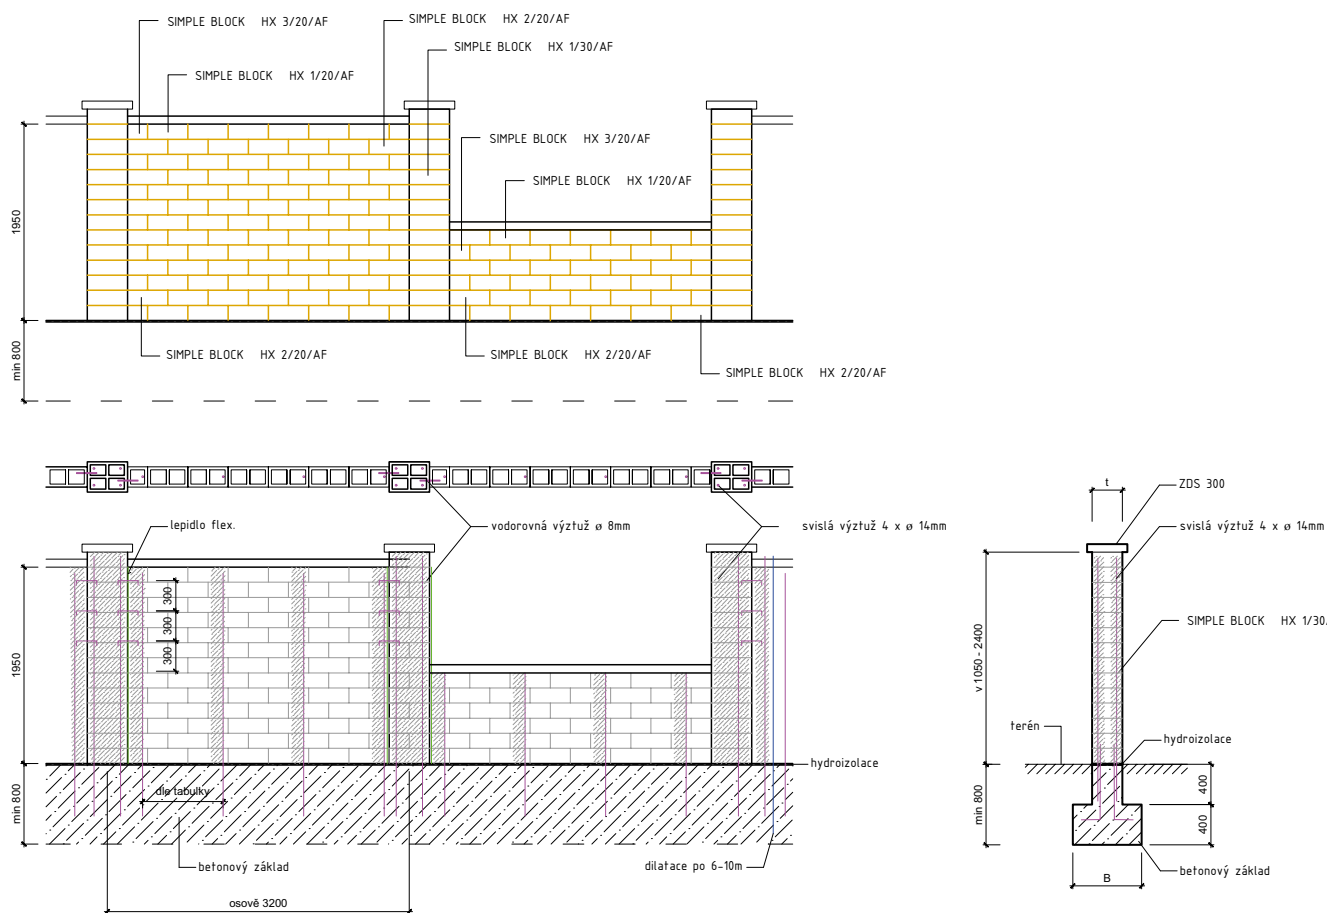 SIMPLE BLOCK HX 3/20/AF
SIMPLE BLOCK HX 2/20/AF
SIMPLE BLOCK HX 1/30/AF
SIMPLE BLOCK HX 1/20/AF
SIMPLE BLOCK HX 3/20/AF
SIMPLE BLOCK HX 1/20/AF
1950
min 800
SIMPLE BLOCK HX 2/20/AF
SIMPLE BLOCK HX 2/20/AF
SIMPLE BLOCK HX 2/20/AF
lepidlo flex.
vodorovná výztuž ø 8mm
svislá výztuž 4 x ø 14mm
300
300
300
1950
min 800
hydroizolace
dle tabulky
betonový základ
dilatace po 6-10m
osově 3200
t
ZDS 300
svislá výztuž 4 x ø 14mm
SIMPLE BLOCK HX 1/30/
v 1050 - 2400
terén
hydroizolace
min 800
400
400
B
betonový základ